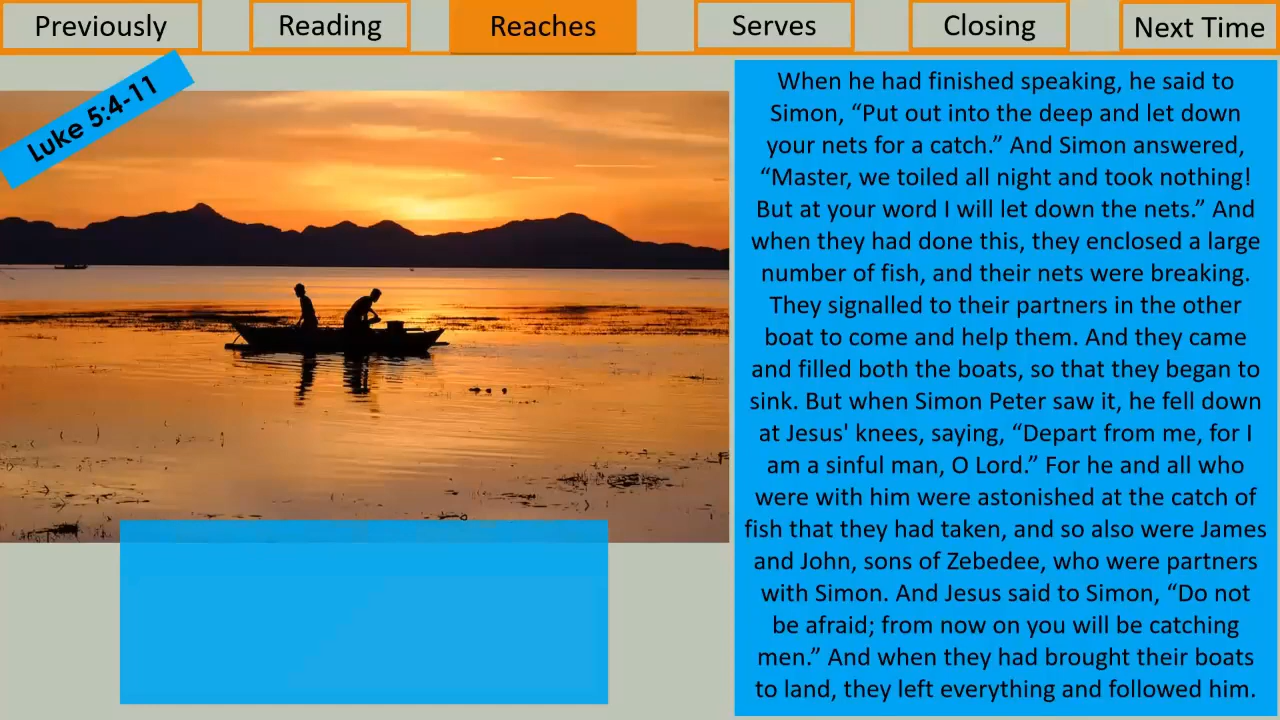 Previously
Reading
Reaches
Serves
Closing
Next Time
Luke 5:4-11
When he had finished speaking, he said to
Simon, “Put out into the deep and let down
your nets for a catch.” And Simon answered,
“Master, we toiled all night and took nothing!
But at your word I will let down the nets.” And
when they had done this, they enclosed a large
number of fish, and their nets were breaking.
They signalled to their partners in the other
boat to come and help them. And they came
and filled both the boats, so that they began to
sink. But when Simon Peter saw it, he fell down
at Jesus' knees, saying, “Depart from me, for I
am a sinful man, O Lord.” For he and all who
were with him were astonished at the catch of
fish that they had taken, and so also were James
and John, sons of Zebedee, who were partners
with Simon. And Jesus said to Simon, “Do not
be afraid; from now on you will be catching
men.” And when they had brought their boats
to land, they left everything and followed him.